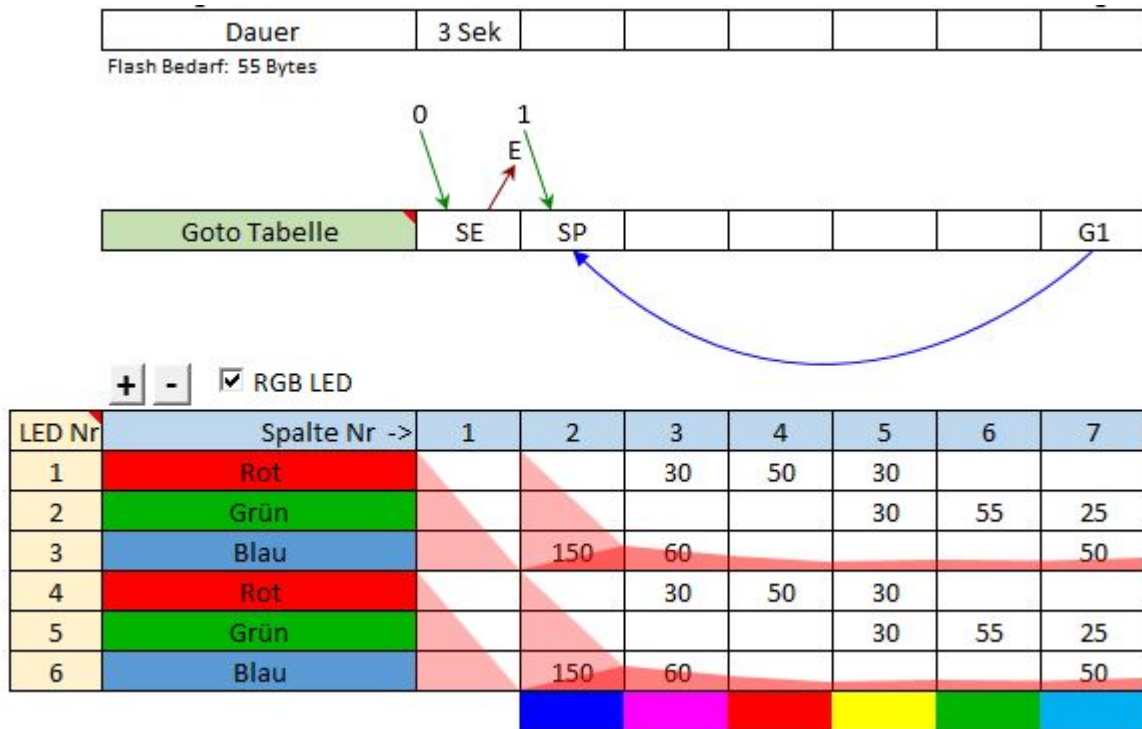 Dauer 3 Sek
Flash Bedarf: 55 Bytes
0 1
E
Goto Tabelle SE SP G1
+ - RGB LED
LED Nr Spalte Nr -> 1 2 3 4 5 6 7
1 Rot 30 50 30
2 Grün 30 55 25
3 Blau 150 60 50
4 Rot 30 50 30
5 Grün 30 55 25
6 Blau 150 60 50